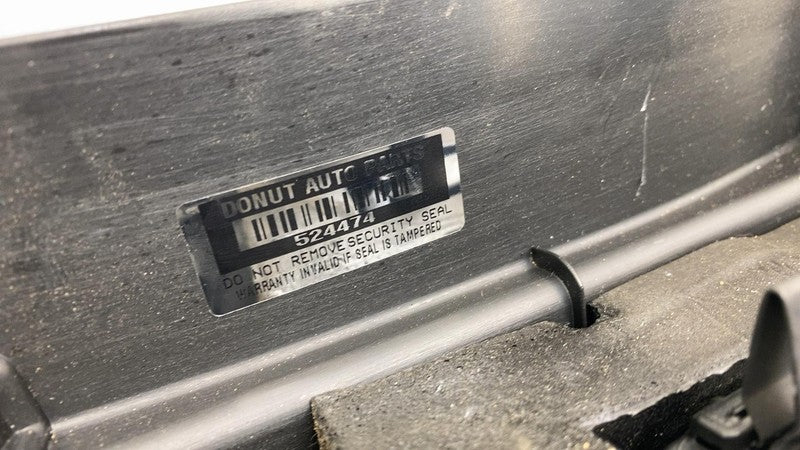 DONUT AUTO PARTS
524474
DO NOT REMOVE SECURITY SEAL
WARRANTY INVALID IF SEAL IS TAMPERED